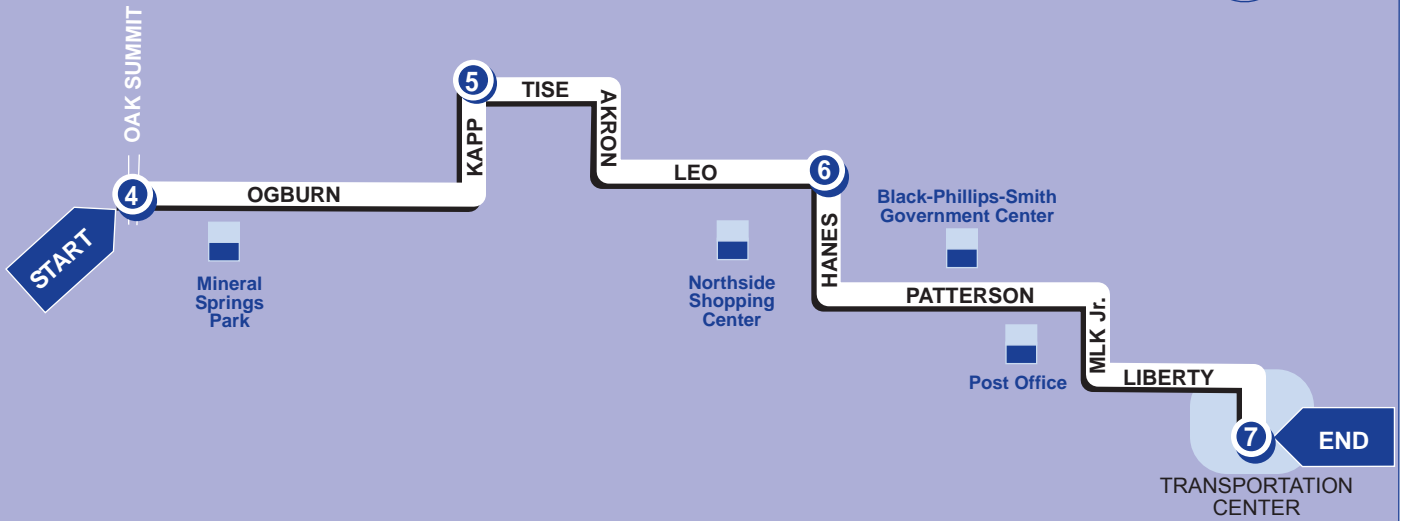 OAK SUMMIT
5
TISE
AKRON
KAPP
4
OGBURN
LEO
6
START
Mineral
Springs
Park
Northside
Shopping
Center
HANES
Black-Phillips-Smith
Government Center
PATTERSON
MLK Jr.
Post Office
LIBERTY
7
END
TRANSPORTATION
CENTER